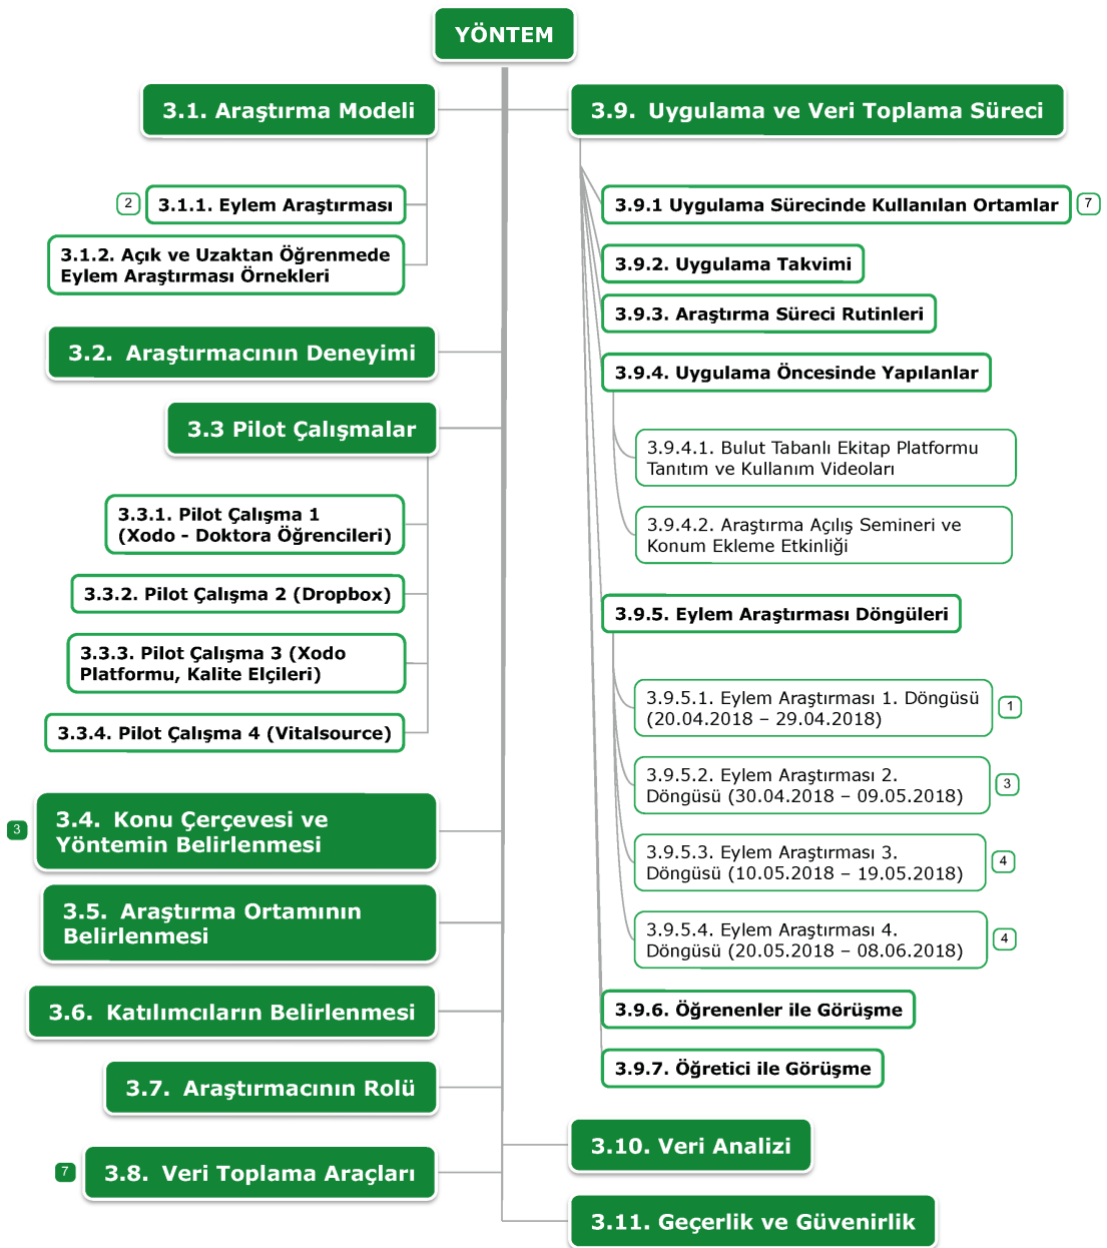 YÖNTEM
3.1. Araştırma Modeli
2
3.1.1. Eylem Araştırması
3.1.2. Açık ve Uzaktan Öğrenmede
Eylem Araştırması Örnekleri
3.2. Araştırmacının Deneyimi
3.3 Pilot Çalışmalar
3.3.1. Pilot Çalışma 1
(Xodo - Doktora Öğrencileri)
3.3.2. Pilot Çalışma 2 (Dropbox)
3.3.3. Pilot Çalışma 3 (Xodo
Platformu, Kalite Elçileri)
3.3.4. Pilot Çalışma 4 (Vitalsource)
3
3.4. Konu Çerçevesi ve
Yöntemin Belirlenmesi
3.5. Araştırma Ortamının
Belirlenmesi
3.6. Katılımcıların Belirlenmesi
3.7. Araştırmacının Rolü
7
3.8. Veri Toplama Araçları
3.9. Uygulama ve Veri Toplama Süreci
3.9.1 Uygulama Sürecinde Kullanılan Ortamlar
7
3.9.2. Uygulama Takvimi
3.9.3. Araştırma Süreci Rutinleri
3.9.4. Uygulama Öncesinde Yapılanlar
3.9.4.1. Bulut Tabanlı Ekitap Platformu
Tanıtım ve Kullanım Videoları
3.9.4.2. Araştırma Açılış Semineri ve
Konum Ekleme Etkinliği
3.9.5. Eylem Araştırması Döngüleri
3.9.5.1. Eylem Araştırması 1. Döngüsü
(20.04.2018 – 29.04.2018)
1
3.9.5.2. Eylem Araştırması 2.
Döngüsü (30.04.2018 – 09.05.2018)
3
3.9.5.3. Eylem Araştırması 3.
Döngüsü (10.05.2018 – 19.05.2018)
4
3.9.5.4. Eylem Araştırması 4.
Döngüsü (20.05.2018 – 08.06.2018)
4
3.9.6. Öğrenenler ile Görüşme
3.9.7. Öğretici ile Görüşme
3.10. Veri Analizi
3.11. Geçerlik ve Güvenirlik